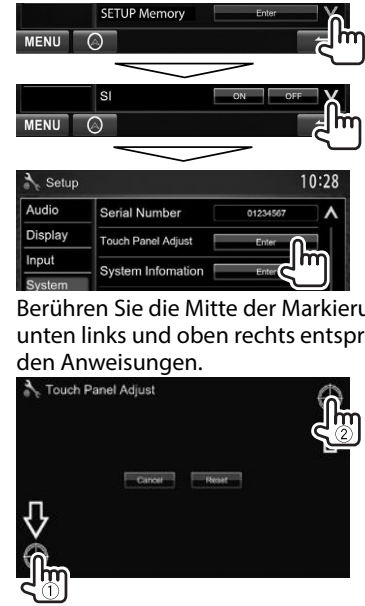 SETUP Memory Enter
MENU
SI ON OFF
MENU
Setup 10:28
Audio Serial Number 01234567
Display Touch Panel Adjust Enter
Input System Infomation Enter
System
Berühren Sie die Mitte der Markieru
unten links und oben rechts entspr
den Anweisungen.
Touch Panel Adjust
②
Cancel Reset
①